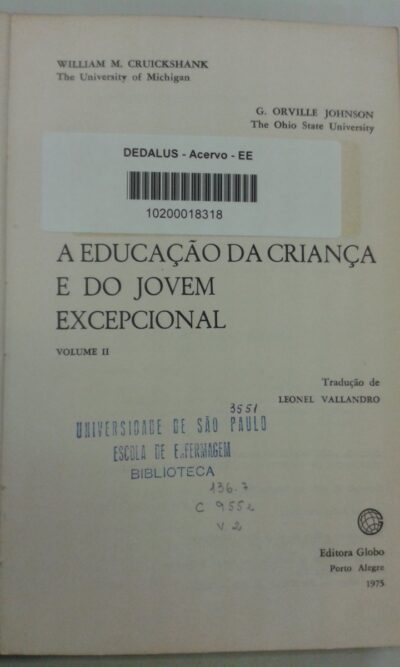 WILLIAM M. CRUICKSHANK
The University of Michigan
G. ORVILLE JOHNSON
The Ohio State University
DEDALUS - Acervo - EE
10200018318
A EDUCAÇÃO DA CRIANÇA
E DO JOVEM
EXCEPCIONAL
VOLUME II
Tradução de
LEONEL VALLANDRO
3551
UNIVERSIDADE DE SÃO PAULO
ESCOLA DE ENFERMAGEM
BIBLIOTECA
136.7
C 955e
v 2
Editora Globo
Porto Alegre
1975